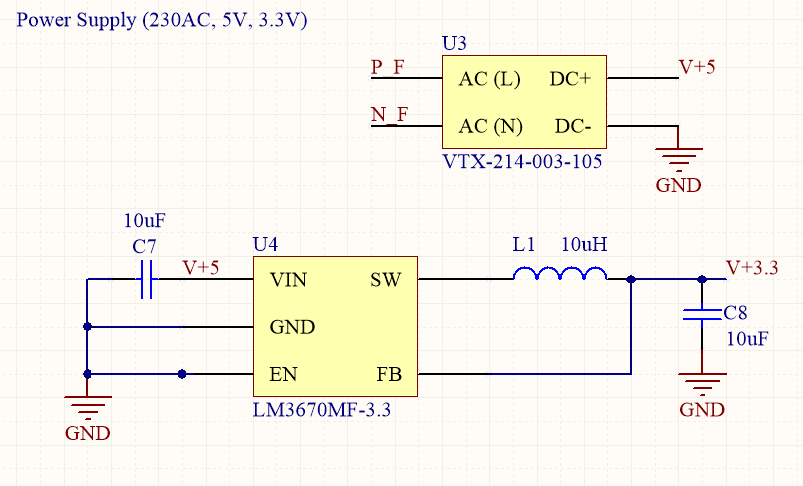 Power Supply (230AC, 5V, 3.3V)
U3
P_F
AC (L) DC+
V+5
N_F
AC (N) DC-
VTX-214-003-105
GND
10uF
C7
V+5
U4
VIN SW
GND
EN FB
LM3670MF-3.3
GND
L1 10uH
V+3.3
C8
10uF
GND